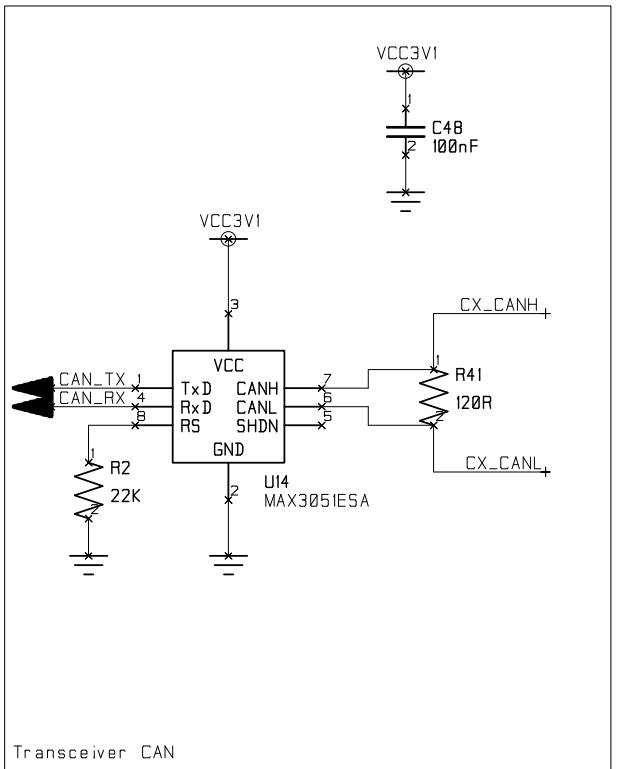 VCC3V1
1
C48
100nF
2
VCC3V1
3
CX_CANH
VCC
CAN_TX 1 TxD CANH 7
CAN_RX 4 RxD CANL 6
8 RS SHDN 5
GND
1
R41
120R
2
CX_CANL
1
R2
22K
2
2
U14
MAX3051ESA
Transceiver CAN